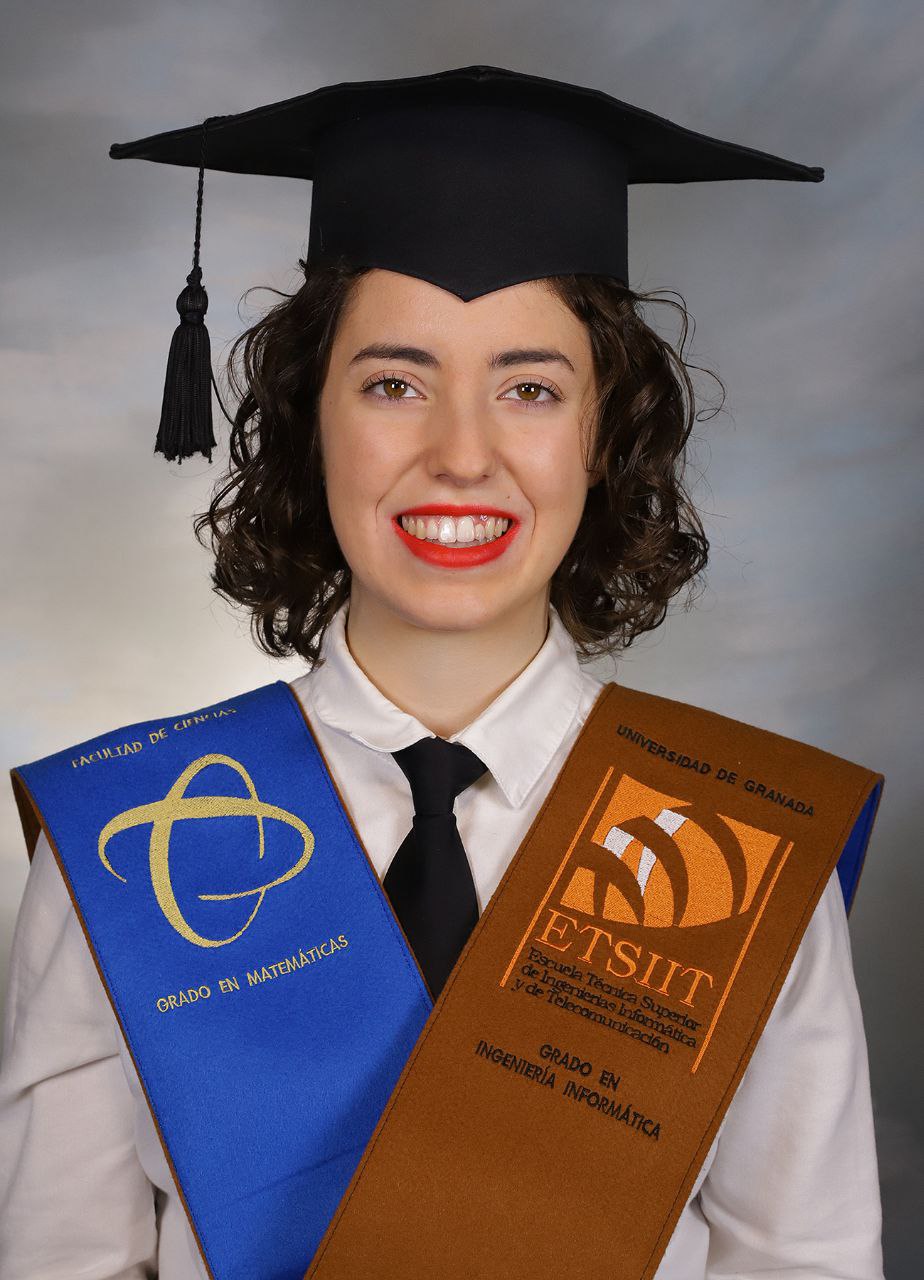 FACULTAD DE CIENCIAS
GRADO EN MATEMÁTICAS
UNIVERSIDAD DE GRANADA
ETSIIT
Escuela Técnica Superior
de Ingenierías Informática
y de Telecomunicación
GRADO EN
INGENIERÍA INFORMÁTICA